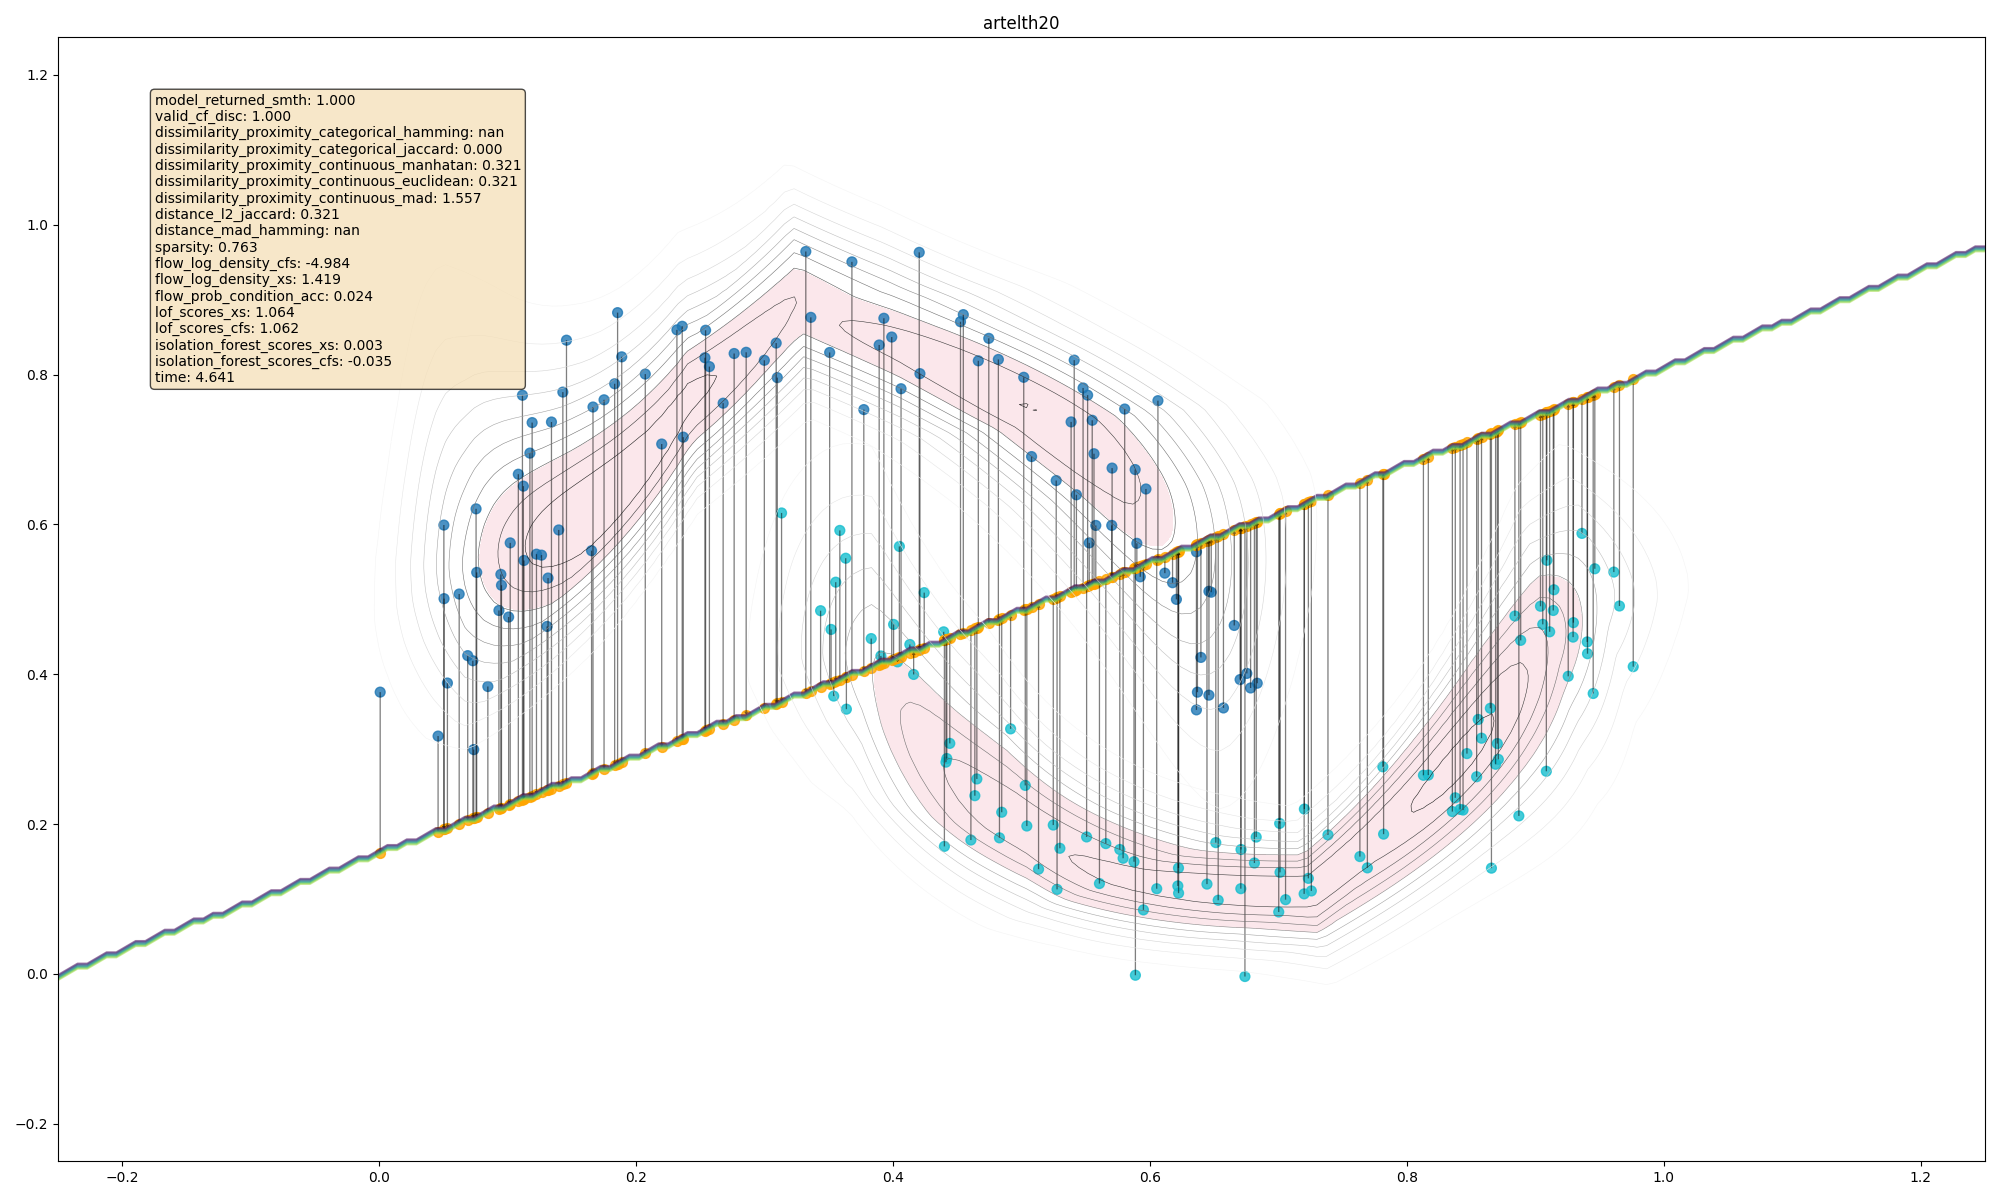 artelth20
1.2
1.0
0.8
0.6
0.4
0.2
0.0
−0.2
model_returned_smth: 1.000
valid_cf_disc: 1.000
dissimilarity_proximity_categorical_hamming: nan
dissimilarity_proximity_categorical_jaccard: 0.000
dissimilarity_proximity_continuous_manhatan: 0.321
dissimilarity_proximity_continuous_euclidean: 0.321
dissimilarity_proximity_continuous_mad: 1.557
distance_l2_jaccard: 0.321
distance_mad_hamming: nan
sparsity: 0.763
flow_log_density_cfs: -4.984
flow_log_density_xs: 1.419
flow_prob_condition_acc: 0.024
lof_scores_xs: 1.064
lof_scores_cfs: 1.062
isolation_forest_scores_xs: 0.003
isolation_forest_scores_cfs: -0.035
time: 4.641
−0.2 0.0 0.2 0.4 0.6 0.8 1.0 1.2